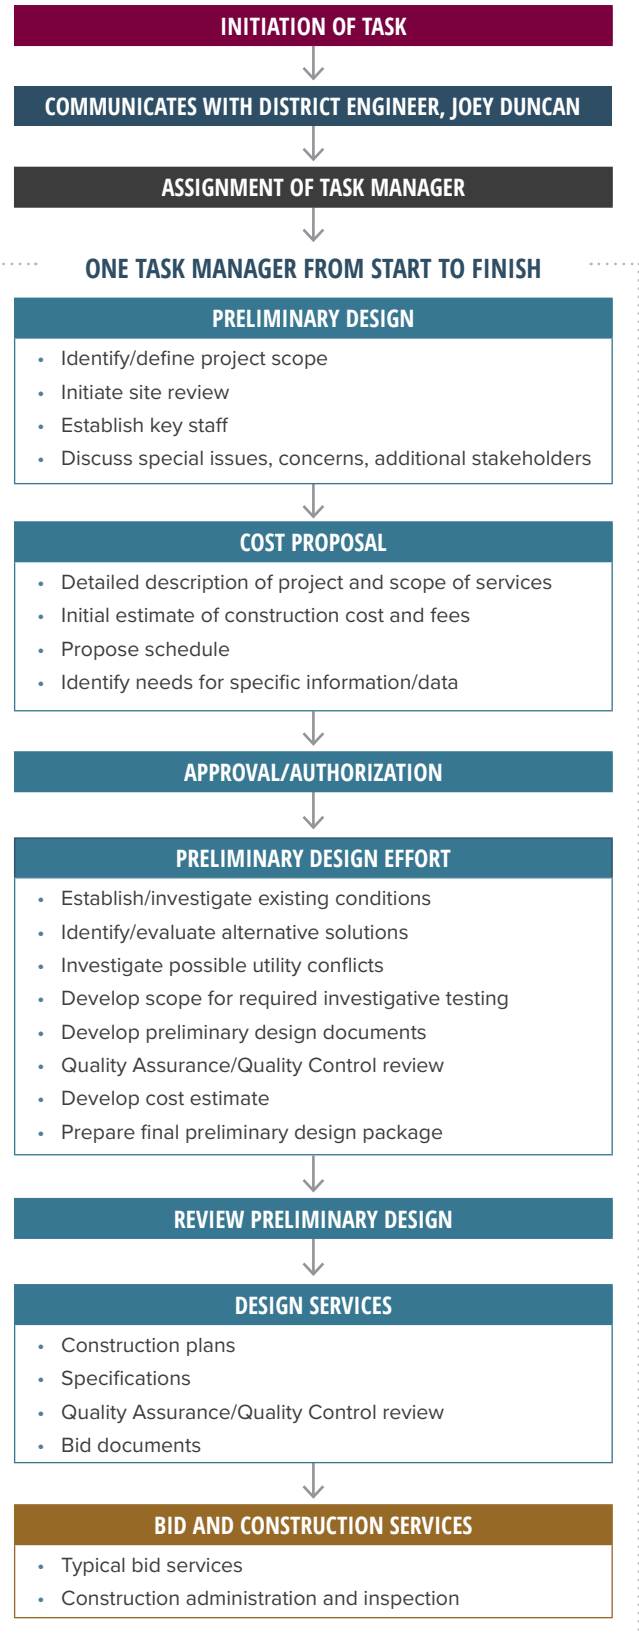 INITIATION OF TASK
COMMUNICATES WITH DISTRICT ENGINEER, JOEY DUNCAN
ASSIGNMENT OF TASK MANAGER
ONE TASK MANAGER FROM START TO FINISH
PRELIMINARY DESIGN
• Identify/define project scope
• Initiate site review
• Establish key staff
• Discuss special issues, concerns, additional stakeholders
COST PROPOSAL
• Detailed description of project and scope of services
• Initial estimate of construction cost and fees
• Propose schedule
• Identify needs for specific information/data
APPROVAL/AUTHORIZATION
PRELIMINARY DESIGN EFFORT
• Establish/investigate existing conditions
• Identify/evaluate alternative solutions
• Investigate possible utility conflicts
• Develop scope for required investigative testing
• Develop preliminary design documents
• Quality Assurance/Quality Control review
• Develop cost estimate
• Prepare final preliminary design package
REVIEW PRELIMINARY DESIGN
DESIGN SERVICES
• Construction plans
• Specifications
• Quality Assurance/Quality Control review
• Bid documents
BID AND CONSTRUCTION SERVICES
• Typical bid services
• Construction administration and inspection